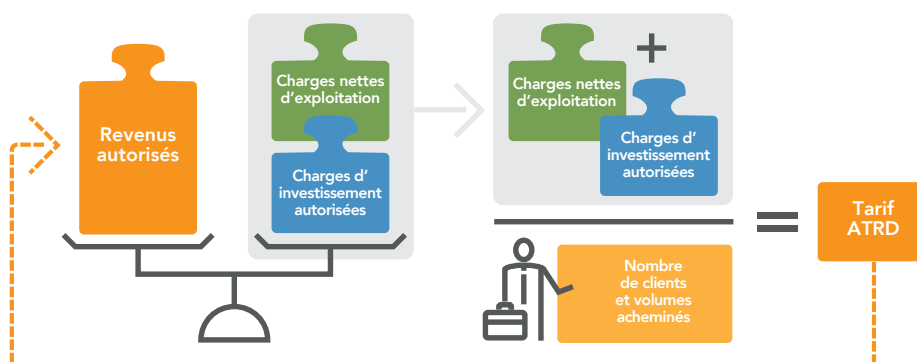 Revenus
autorisés
Charges nettes
d'exploitation
Charges d'
investissement
autorisées
Charges nettes
d'exploitation
+
Charges d'
investissement
autorisées
=
Tarif
ATRD
Nombre
de clients
et volumes
acheminés